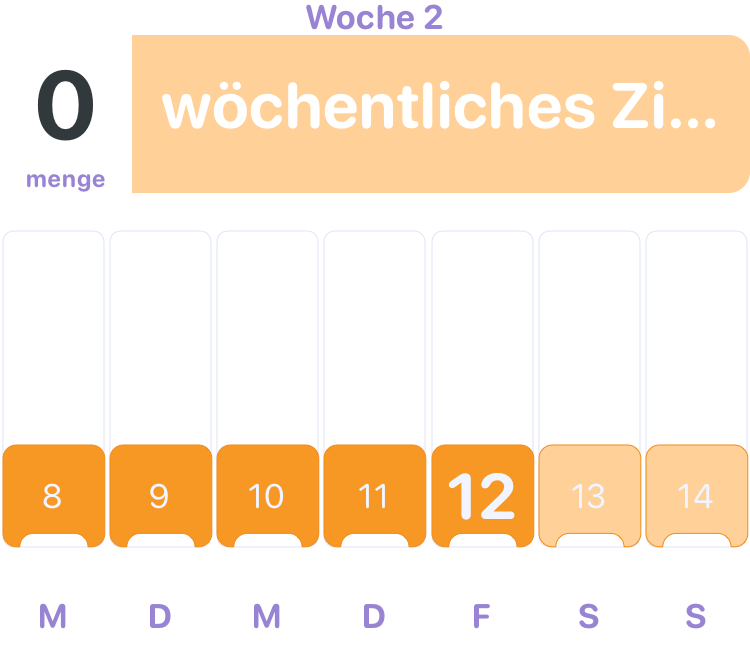 Woche 2
0
menge
wöchentliches Zi...
8 9 10 11 12 13 14
M D M D F S S